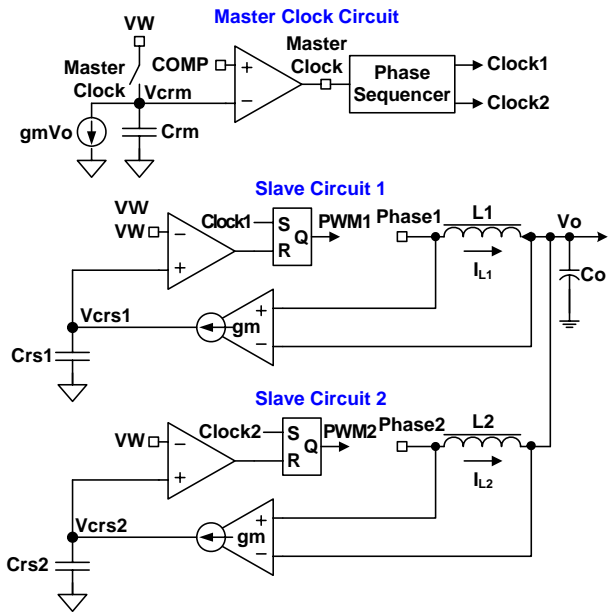 Master Clock Circuit
VW
COMP
Master
Clock
Master
Clock
Vcrm
gmVo
Crm
+
−
Phase
Sequencer
Clock1
Clock2
Slave Circuit 1
VW
VW
−
+
Clock1
S
R
Q
PWM1
Phase1
L1
IL1
Vo
Co
Vcrs1
Crs1
gm
+
−
Slave Circuit 2
VW
−
+
Clock2
S
R
Q
PWM2
Phase2
L2
IL2
Vcrs2
Crs2
gm
+
−